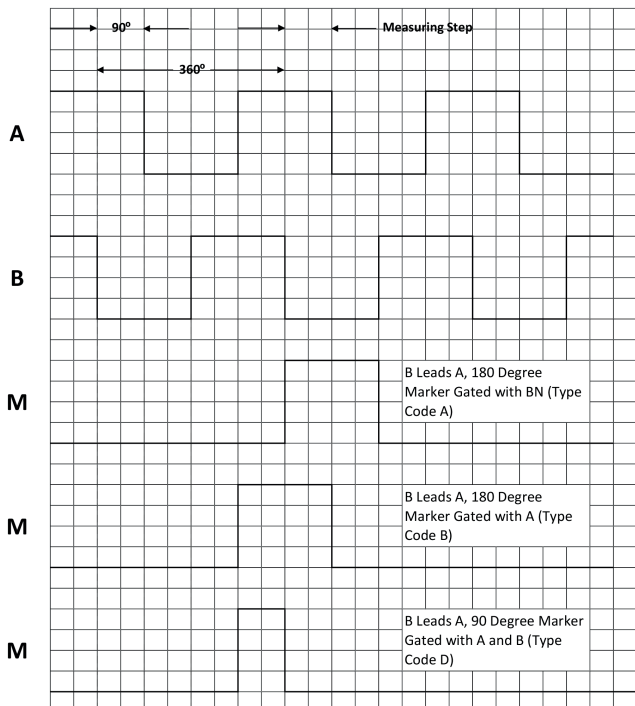 90º
Measuring Step
360º
A
B
M
B Leads A, 180 Degree
Marker Gated with BN (Type
Code A)
M
B Leads A, 180 Degree
Marker Gated with A (Type
Code B)
M
B Leads A, 90 Degree Marker
Gated with A and B (Type
Code D)